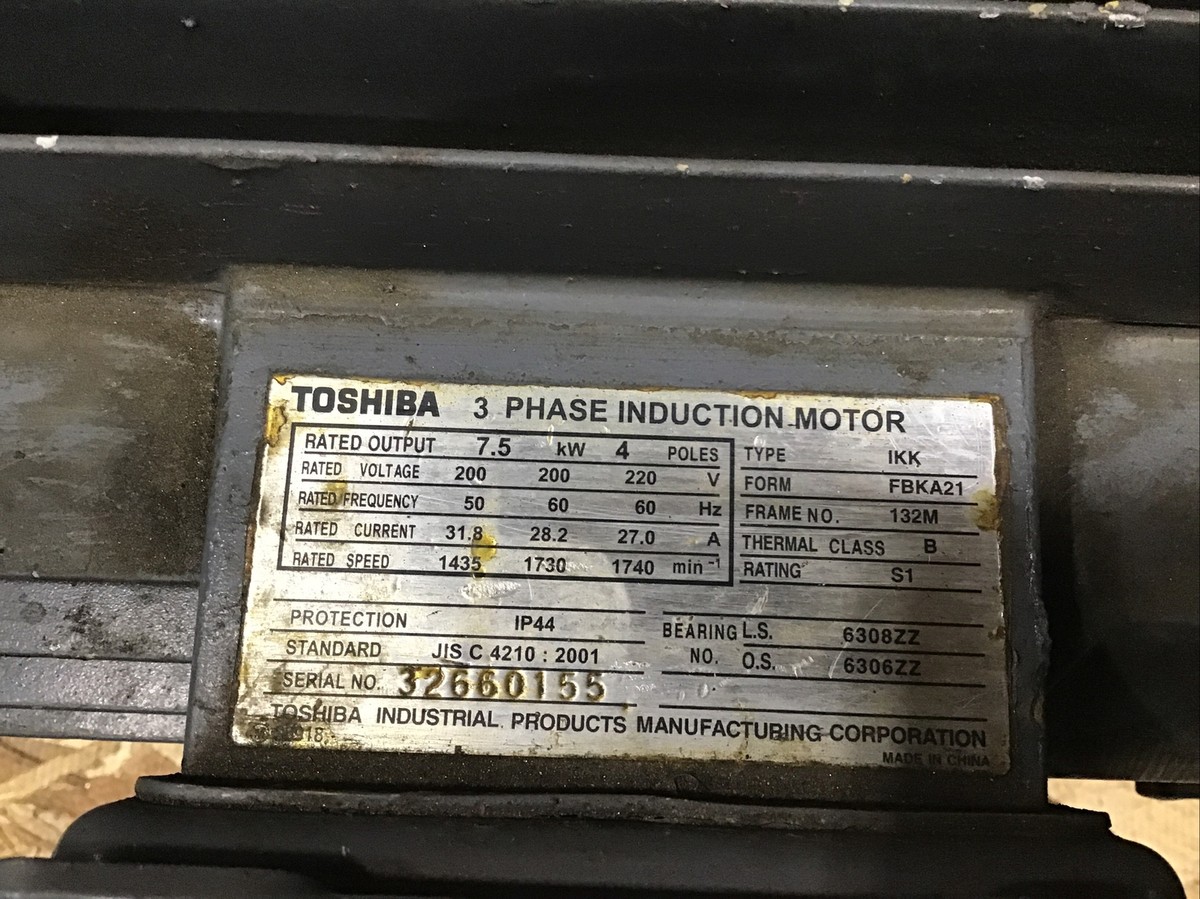 TOSHIBA 3 PHASE INDUCTION MOTOR
RATED OUTPUT 7.5 kW 4 POLES
RATED VOLTAGE 200 200 220 V
RATED FREQUENCY 50 60 60 Hz
RATED CURRENT 31.8 28.2 27.0 A
RATED SPEED 1435 1730 1740 min⁻¹
TYPE IKK
FORM FBKA21
FRAME NO. 132M
THERMAL CLASS B
RATING S1
PROTECTION IP44
STANDARD JIS C 4210 : 2001
SERIAL NO. 32660155
BEARING L.S. 6308ZZ
NO. O.S. 6306ZZ
TOSHIBA INDUSTRIAL PRODUCTS MANUFACTURING CORPORATION
MADE IN CHINA